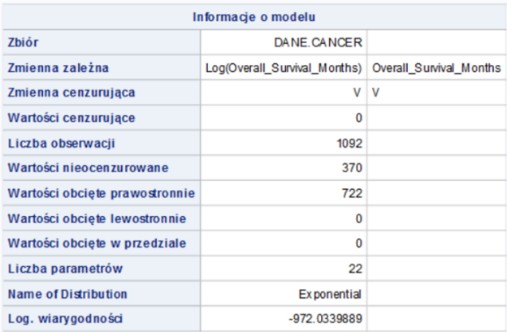 Informacje o modelu
Zbiór DANE.CANCER
Zmienna zależna Log(Overall_Survival_Months) Overall_Survival_Months
Zmienna cenzurująca V V
Wartości cenzurujące 0
Liczba obserwacji 1092
Wartości nieocenzurowane 370
Wartości obcięte prawostronnie 722
Wartości obcięte lewostronnie 0
Wartości obcięte w przedziale 0
Liczba parametrów 22
Name of Distribution Exponential
Log. wiarygodności -972.0339889